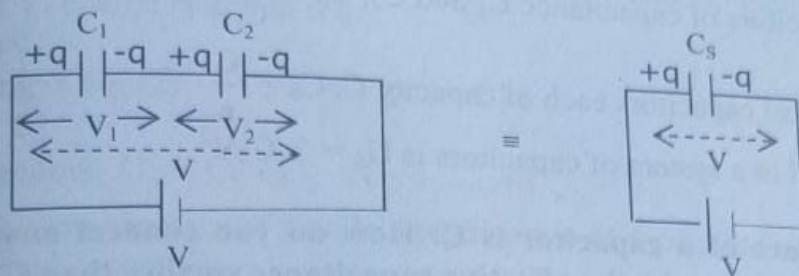 C₁ C₂
+q -q +q -q
V₁ V₂
V
V
≡
Cₛ
+q -q
V
V